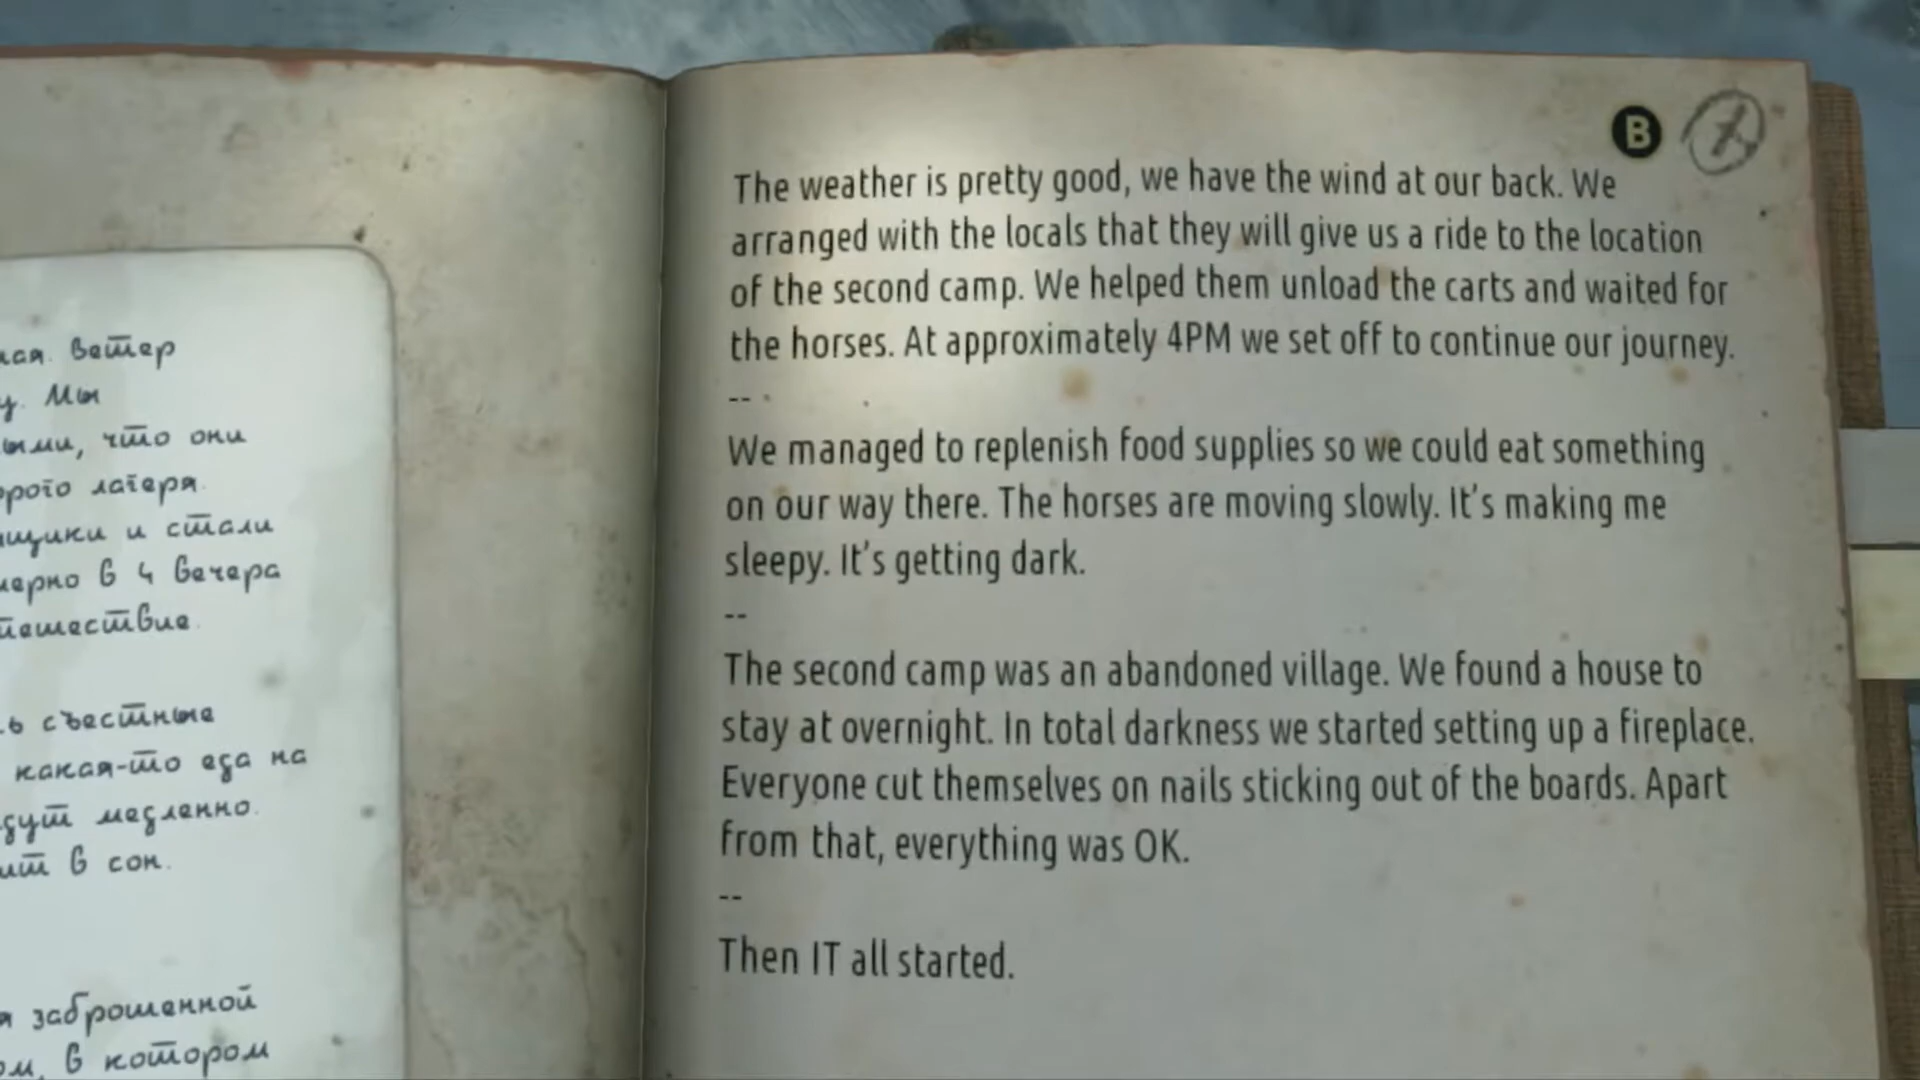 ветер
Мы
что они
лагеря.
и стали
в 4 вечера
съестные
какая-то еда на
медленно.
в сон.
заброшенной
в котором
B
The weather is pretty good, we have the wind at our back. We
arranged with the locals that they will give us a ride to the location
of the second camp. We helped them unload the carts and waited for
the horses. At approximately 4PM we set off to continue our journey.
--
We managed to replenish food supplies so we could eat something
on our way there. The horses are moving slowly. It's making me
sleepy. It's getting dark.
--
The second camp was an abandoned village. We found a house to
stay at overnight. In total darkness we started setting up a fireplace.
Everyone cut themselves on nails sticking out of the boards. Apart
from that, everything was OK.
--
Then IT all started.